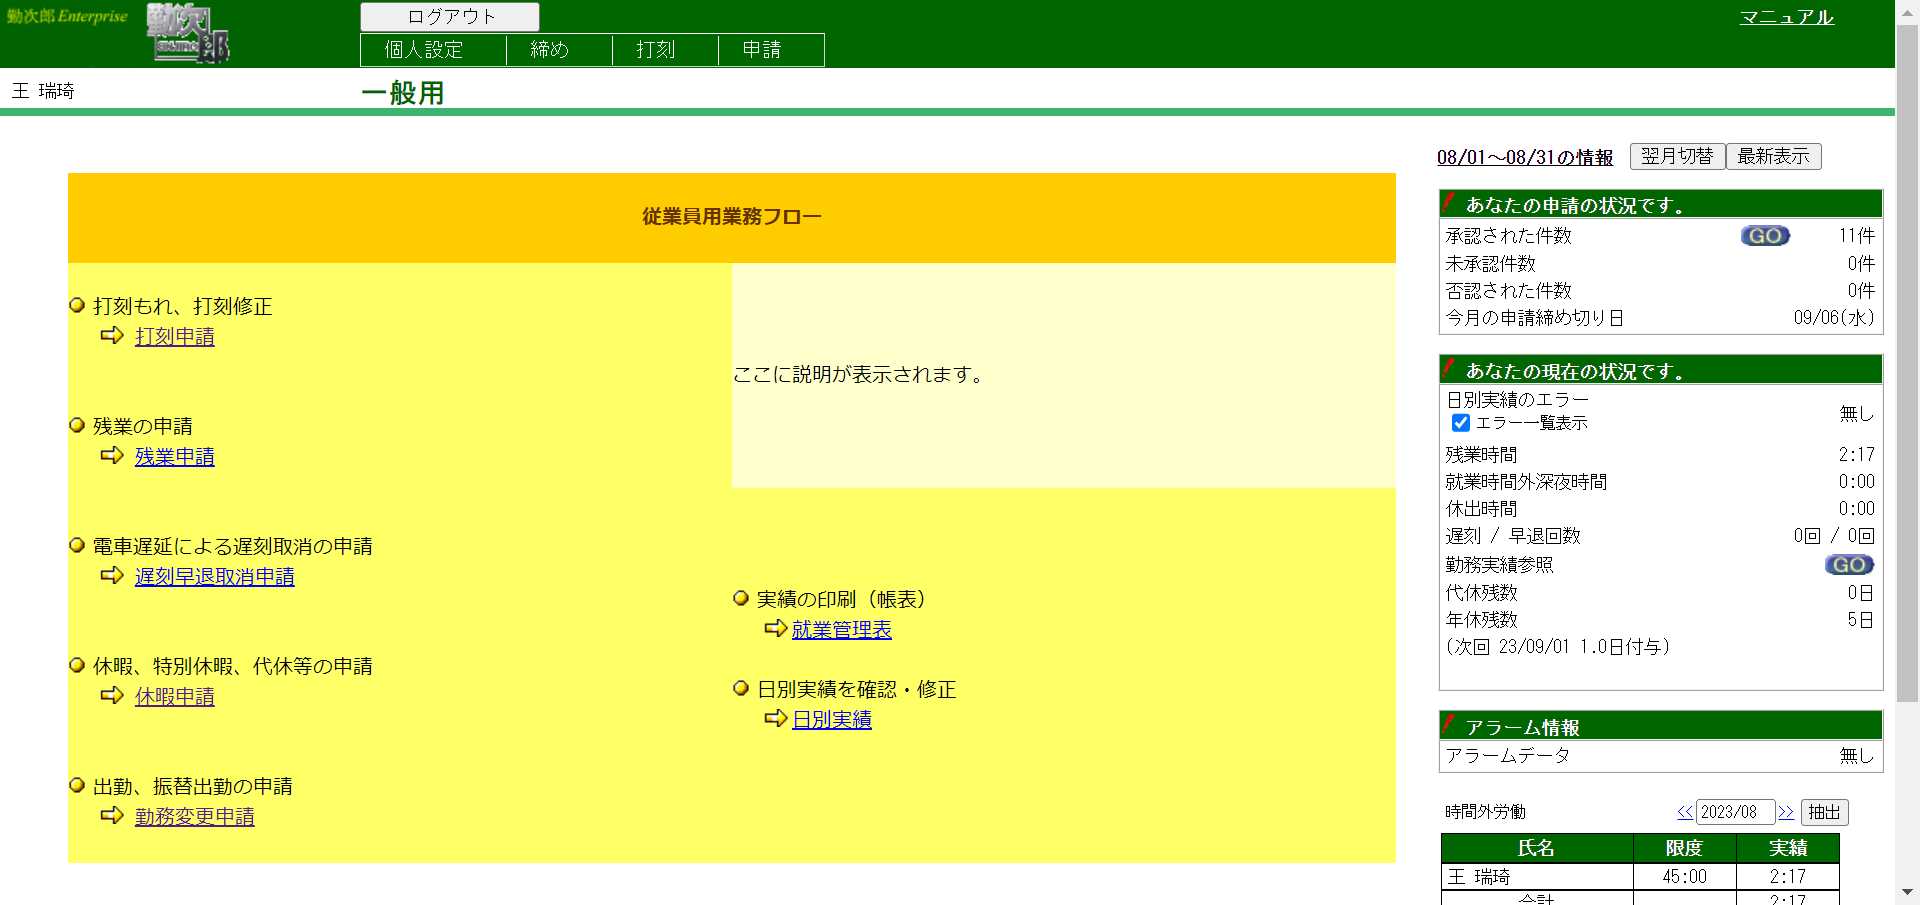 勤次郎 Enterprise
勤次郎
ログアウト
マニュアル
個人設定 締め 打刻 申請
王 瑞琦
一般用
08/01～08/31の情報 翌月切替 最新表示
従業員用業務フロー
打刻もれ、打刻修正
打刻申請
残業の申請
残業申請
電車遅延による遅刻取消の申請
遅刻早退取消申請
休暇、特別休暇、代休等の申請
休暇申請
出勤、振替出勤の申請
勤務変更申請
ここに説明が表示されます。
実績の印刷（帳表）
就業管理表
日別実績を確認・修正
日別実績
あなたの申請の状況です。
承認された件数 GO 11件
未承認件数 0件
否認された件数 0件
今月の申請締め切り日 09/06(水)
あなたの現在の状況です。
日別実績のエラー 無し
エラー一覧表示
残業時間 2:17
就業時間外深夜時間 0:00
休出時間 0:00
遅刻 / 早退回数 0回 / 0回
勤務実績参照 GO
代休残数 0日
年休残数 5日
(次回 23/09/01 1.0日付与)
アラーム情報
アラームデータ 無し
時間外労働 << 2023/08 >> 抽出
氏名 限度 実績
王 瑞琦 45:00 2:17
合計 2:17